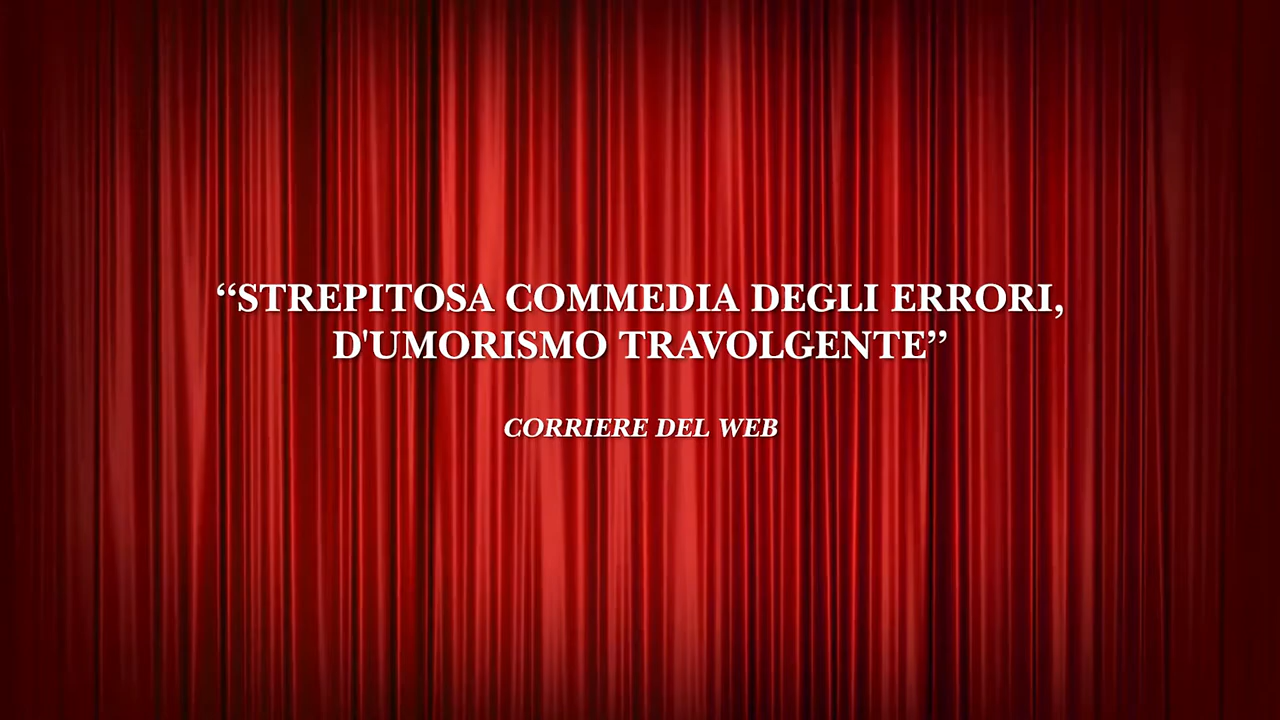 “STREPITOSA COMMEDIA DEGLI ERRORI,
D'UMORISMO TRAVOLGENTE”
CORRIERE DEL WEB